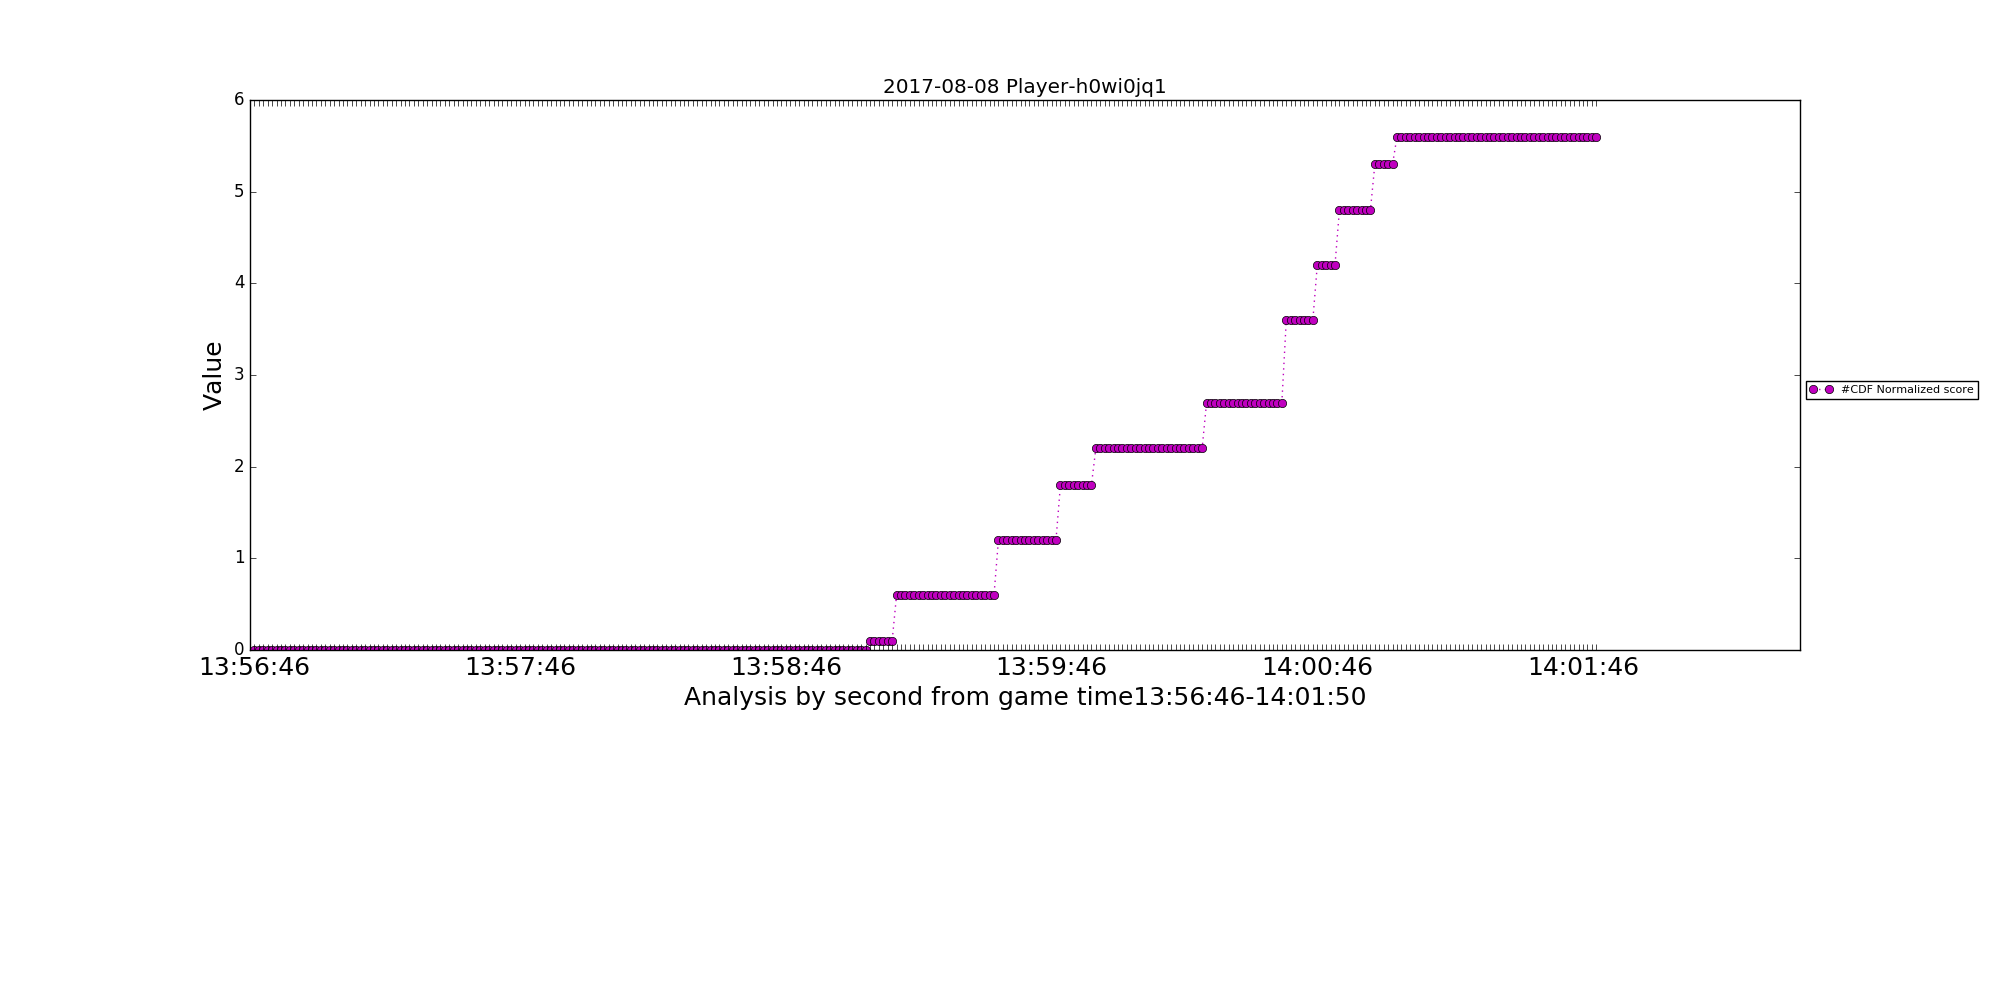 2017-08-08 Player-h0wi0jq1
6
5
4
3
2
1
0
Value
#CDF Normalized score
13:56:46 13:57:46 13:58:46 13:59:46 14:00:46 14:01:46
Analysis by second from game time13:56:46-14:01:50